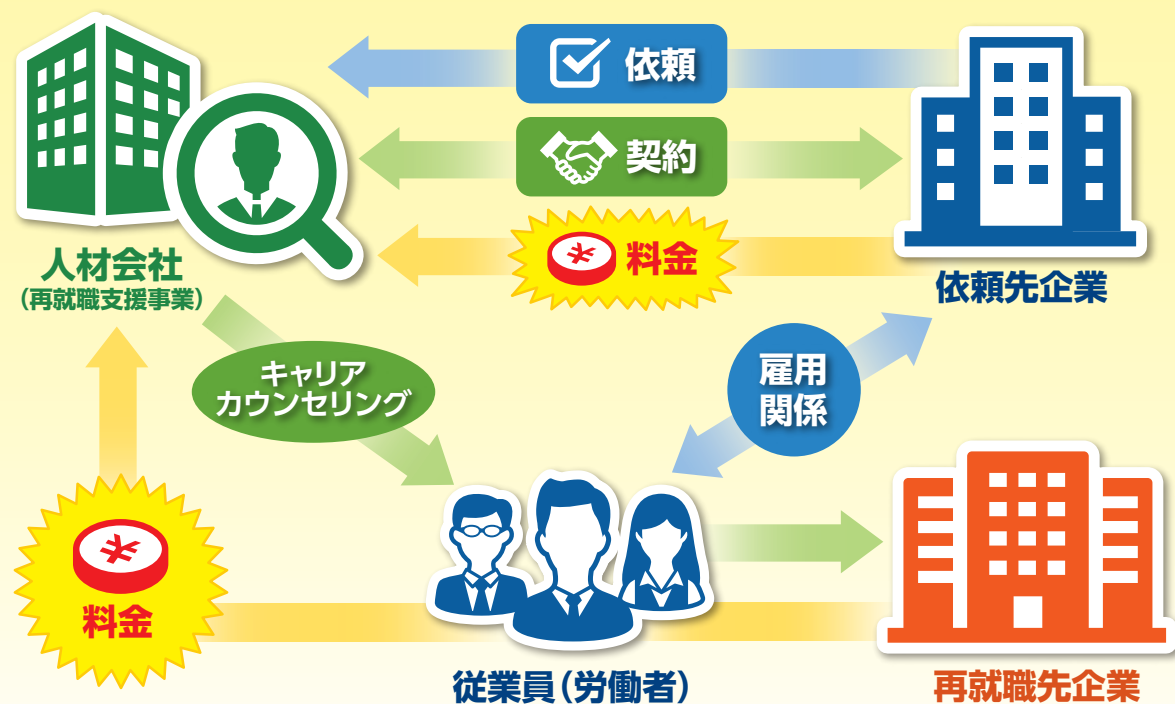 依頼
契約
料金
人材会社
（再就職支援事業）
依頼先企業
キャリア
カウンセリング
雇用
関係
料金
従業員（労働者）
再就職先企業